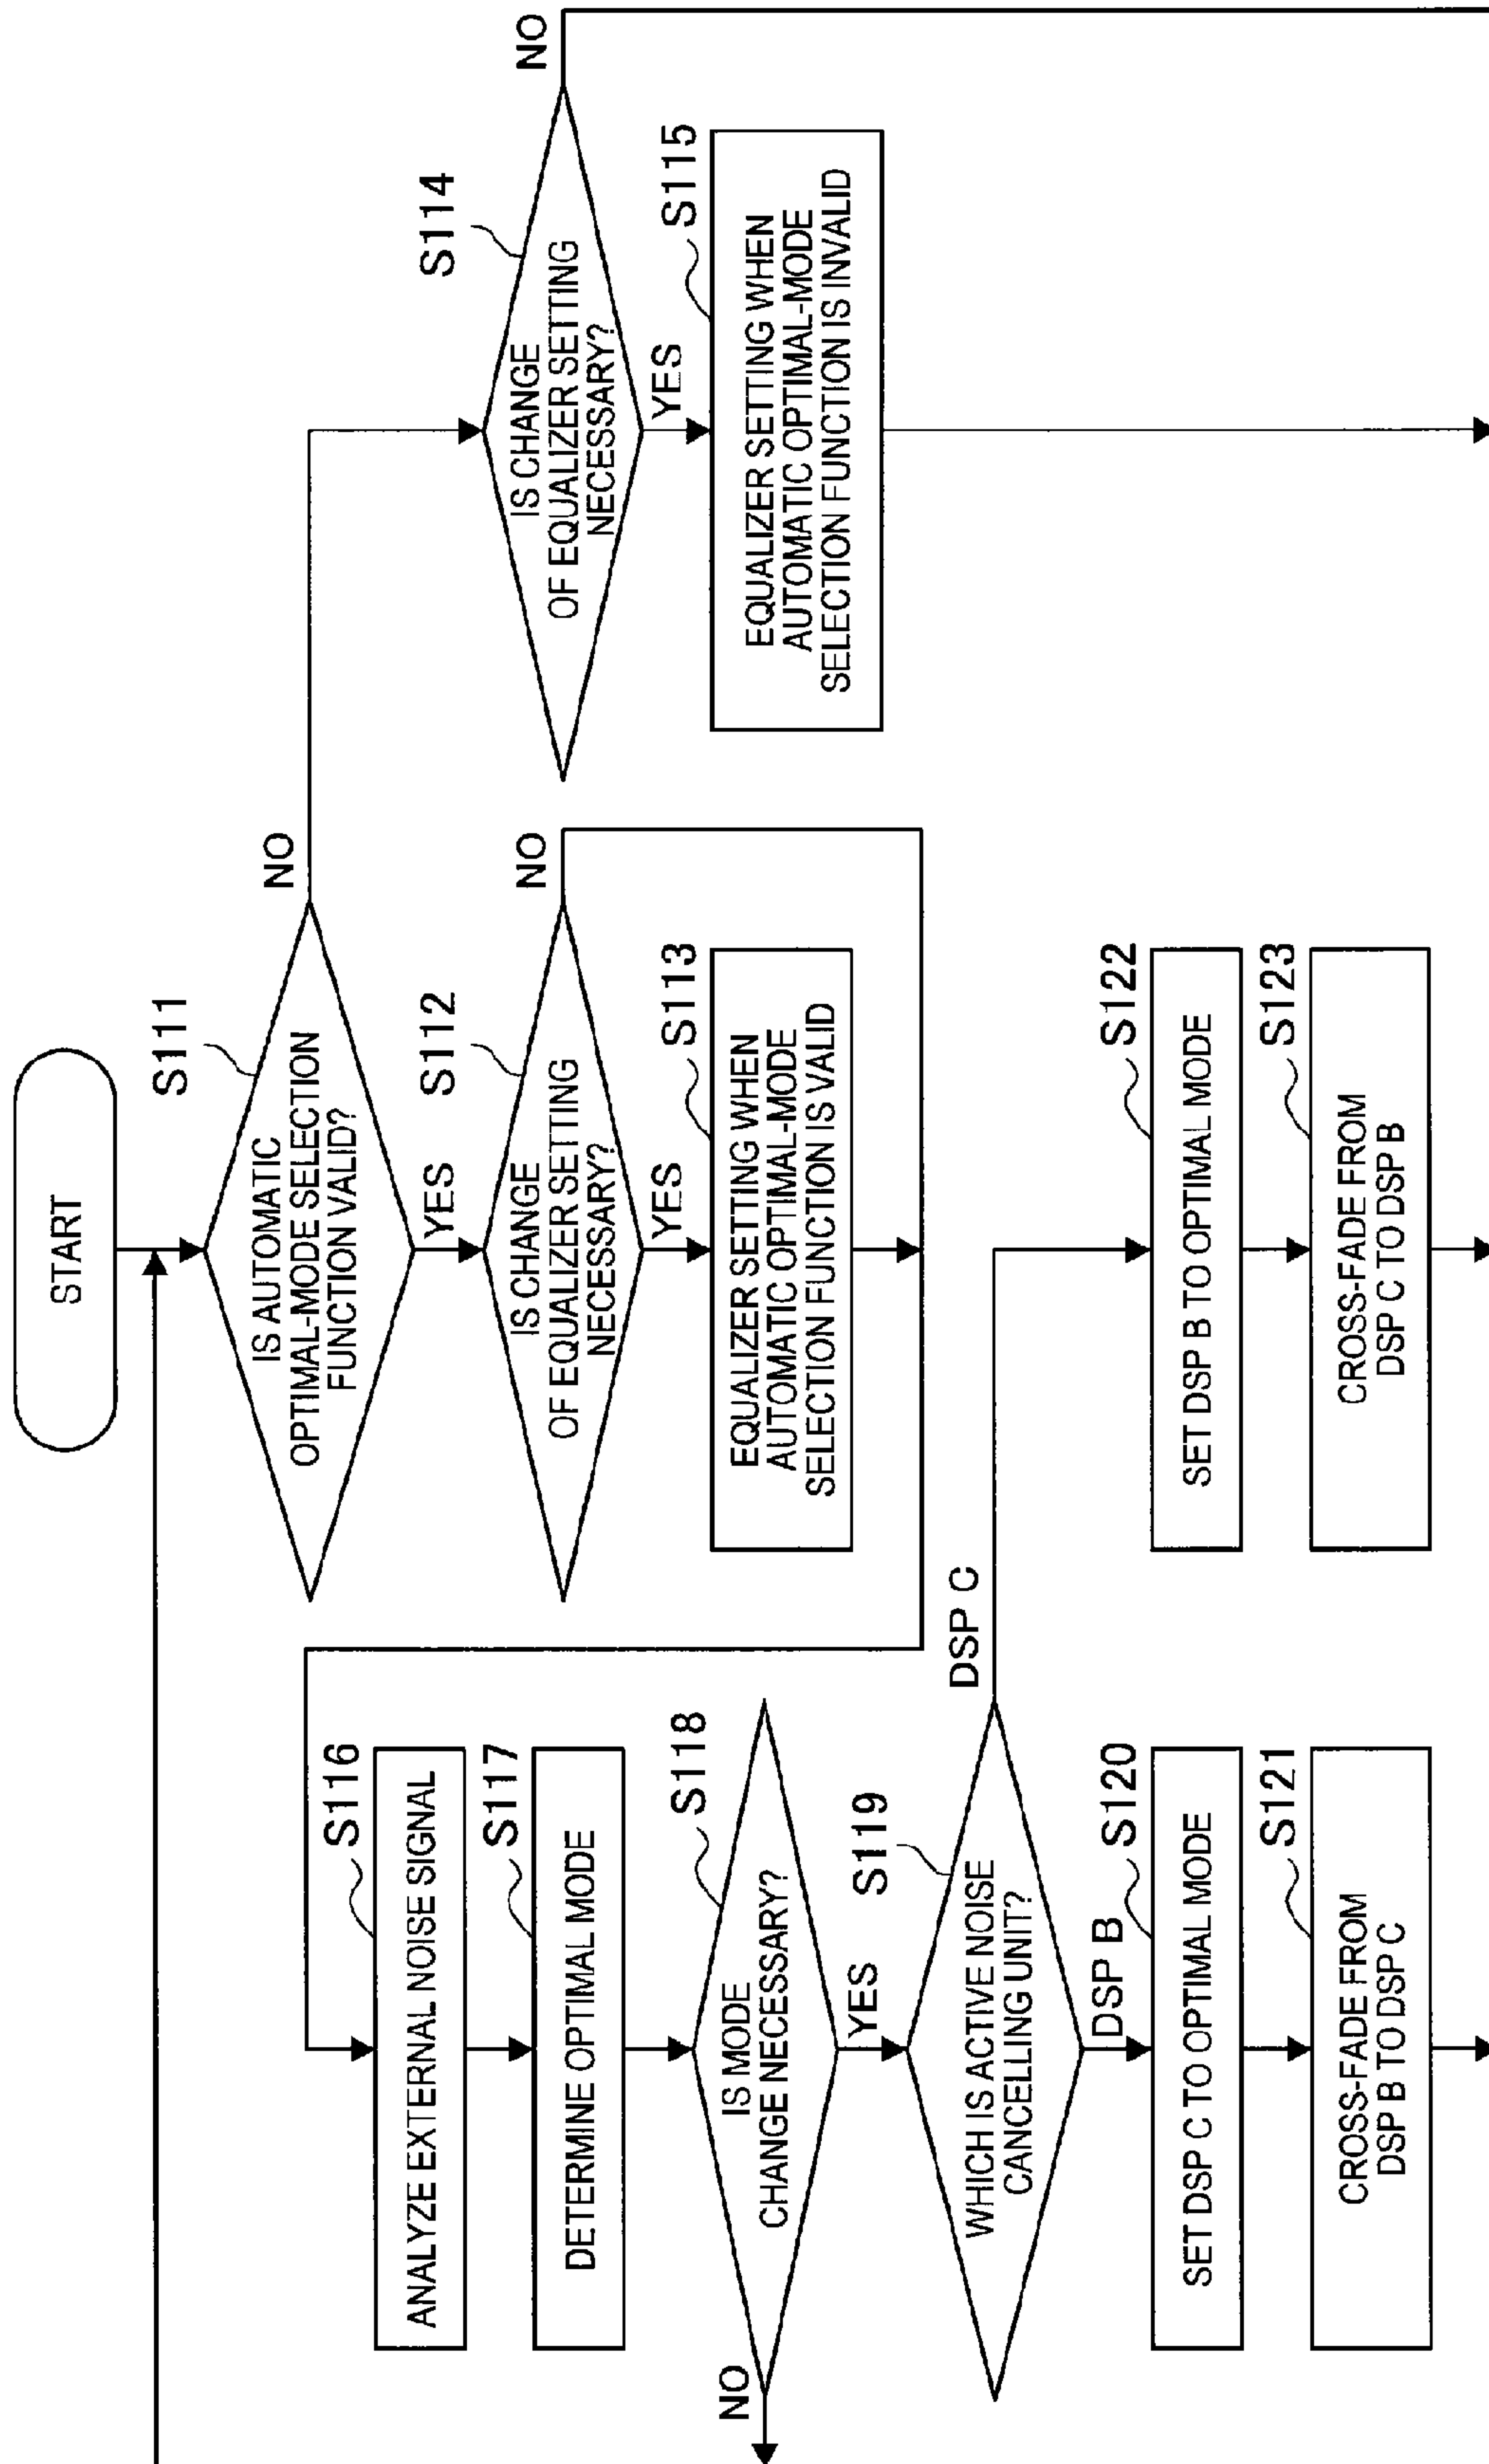 START
S111
IS AUTOMATIC
OPTIMAL-MODE SELECTION
FUNCTION VALID?
NO
YES
S112
IS CHANGE
OF EQUALIZER SETTING
NECESSARY?
NO
YES
S113
EQUALIZER SETTING WHEN
AUTOMATIC OPTIMAL-MODE
SELECTION FUNCTION IS VALID
S114
IS CHANGE
OF EQUALIZER SETTING
NECESSARY?
NO
YES
S115
EQUALIZER SETTING WHEN
AUTOMATIC OPTIMAL-MODE
SELECTION FUNCTION IS INVALID
S116
ANALYZE EXTERNAL NOISE SIGNAL
S117
DETERMINE OPTIMAL MODE
S118
IS MODE
CHANGE NECESSARY?
NO
YES
S119
WHICH IS ACTIVE NOISE
CANCELLING UNIT?
DSP C
DSP B
S120
SET DSP C TO OPTIMAL MODE
S121
CROSS-FADE FROM
DSP B TO DSP C
S122
SET DSP B TO OPTIMAL MODE
S123
CROSS-FADE FROM
DSP C TO DSP B